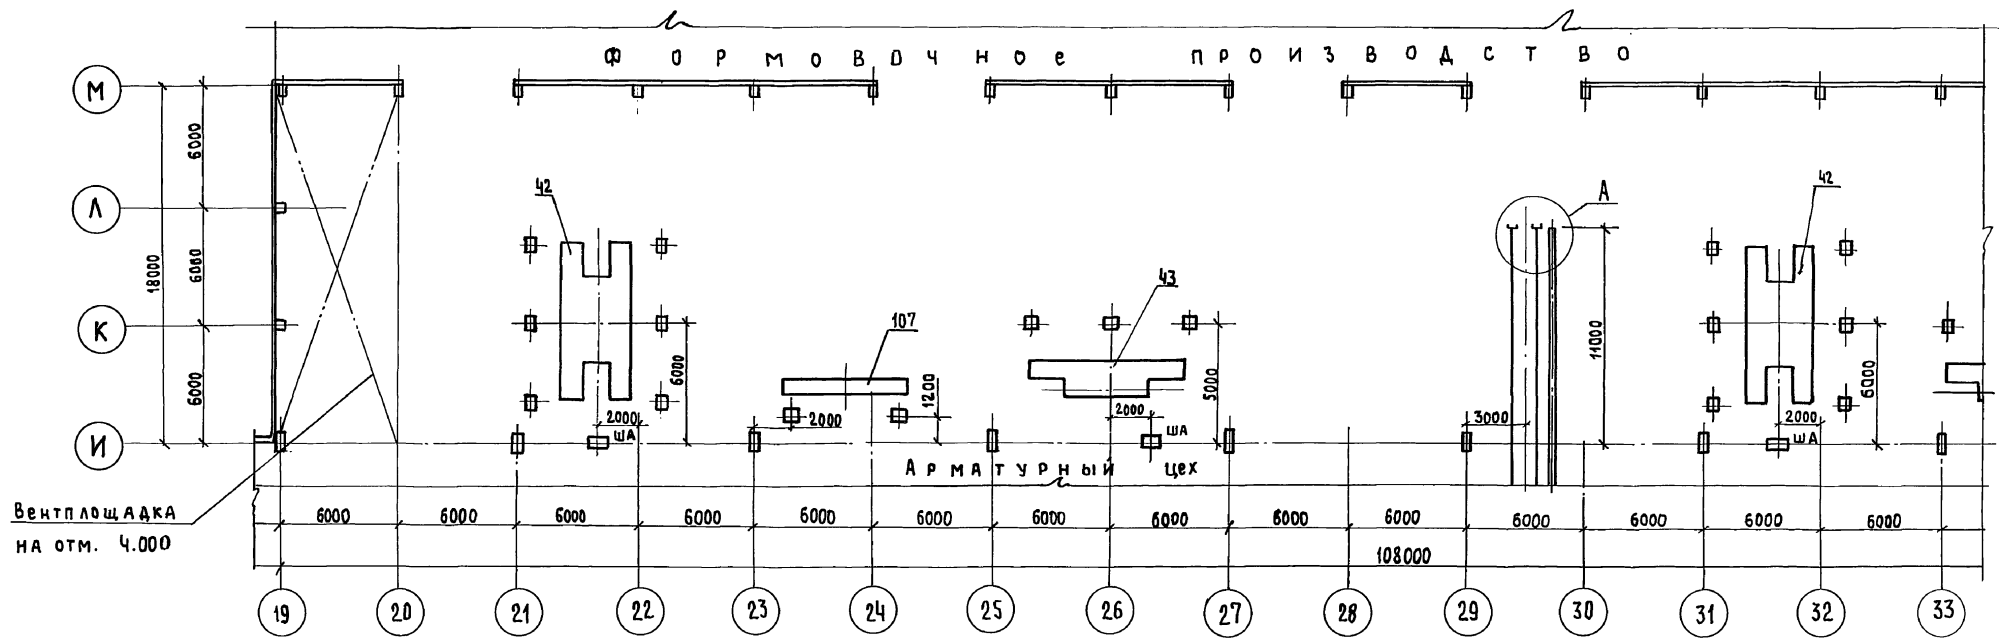 Формовочное производство
М
6000
42
42
А
Л
18000
6000
43
107
К
11000
6000
6000
1200
5000
6000
2000
2000
2000
3000
2000
ША
ША
ША
И
Арматурный цех
Вентплощадка
на отм. 4.000
6000 6000 6000 6000 6000 6000 6000 6000 6000 6000 6000 6000 6000 6000
108000
19 20 21 22 23 24 25 26 27 28 29 30 31 32 33